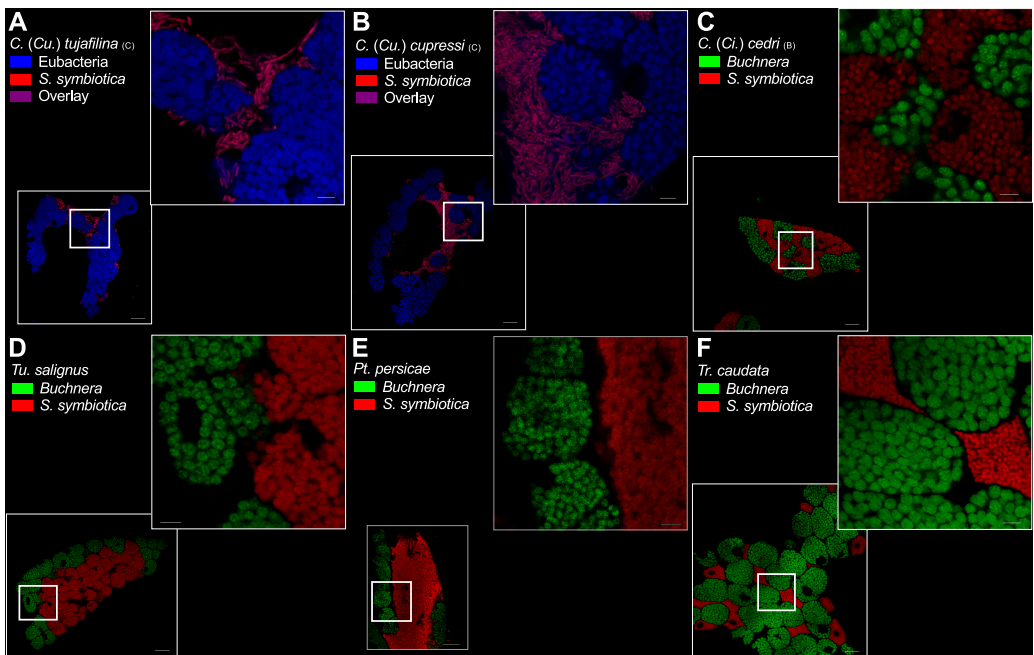 A
C. (Cu.) tujafilina (C)
Eubacteria
S. symbiotica
Overlay
B
C. (Cu.) cupressi (C)
Eubacteria
S. symbiotica
Overlay
C
C. (Ci.) cedri (B)
Buchnera
S. symbiotica
D
Tu. salignus
Buchnera
S. symbiotica
E
Pt. persicae
Buchnera
S. symbiotica
F
Tr. caudata
Buchnera
S. symbiotica